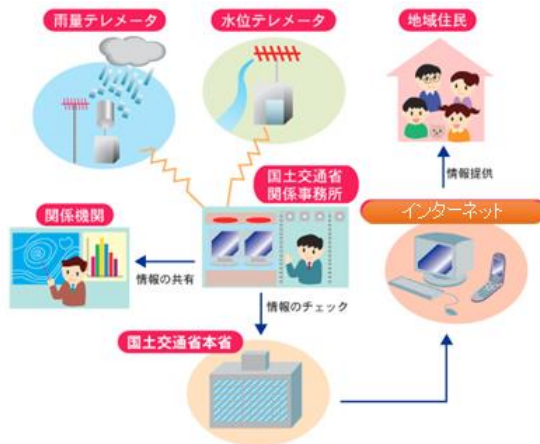 雨量テレメータ
水位テレメータ
地域住民
国土交通省
関係事務所
情報提供
関係機関
インターネット
情報の共有
情報のチェック
国土交通省本省